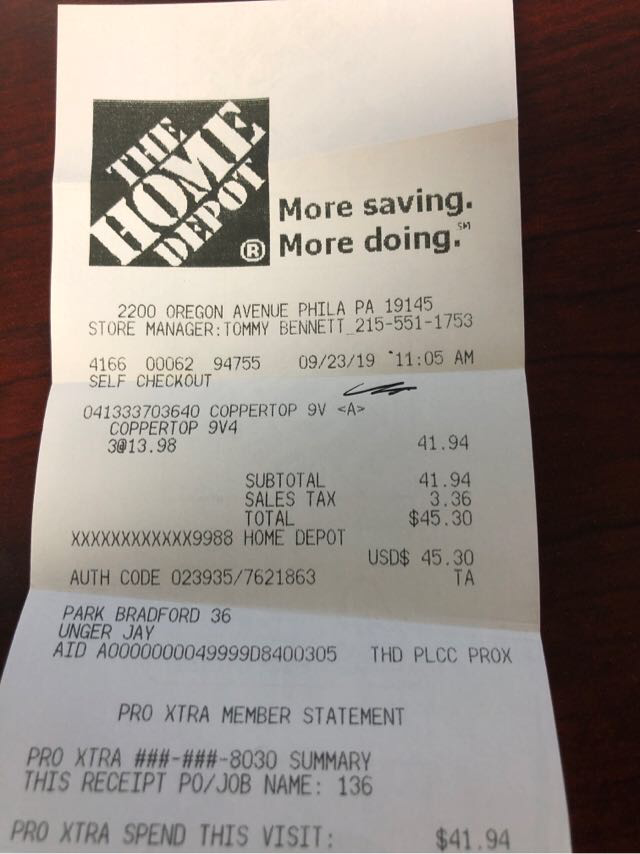 THE
HOME
DEPOT
®
More saving.
More doing.℠
2200 OREGON AVENUE PHILA PA 19145
STORE MANAGER:TOMMY BENNETT 215-551-1753
4166 00062 94755 09/23/19 11:05 AM
SELF CHECKOUT
041333703640 COPPERTOP 9V <A>
COPPERTOP 9V4
3@13.98 41.94
SUBTOTAL 41.94
SALES TAX 3.36
TOTAL $45.30
XXXXXXXXXXXX9988 HOME DEPOT
USD$ 45.30
AUTH CODE 023935/7621863 TA
PARK BRADFORD 36
UNGER JAY
AID A0000000049999D8400305 THD PLCC PROX
PRO XTRA MEMBER STATEMENT
PRO XTRA ###-###-8030 SUMMARY
THIS RECEIPT PO/JOB NAME: 136
PRO XTRA SPEND THIS VISIT: $41.94